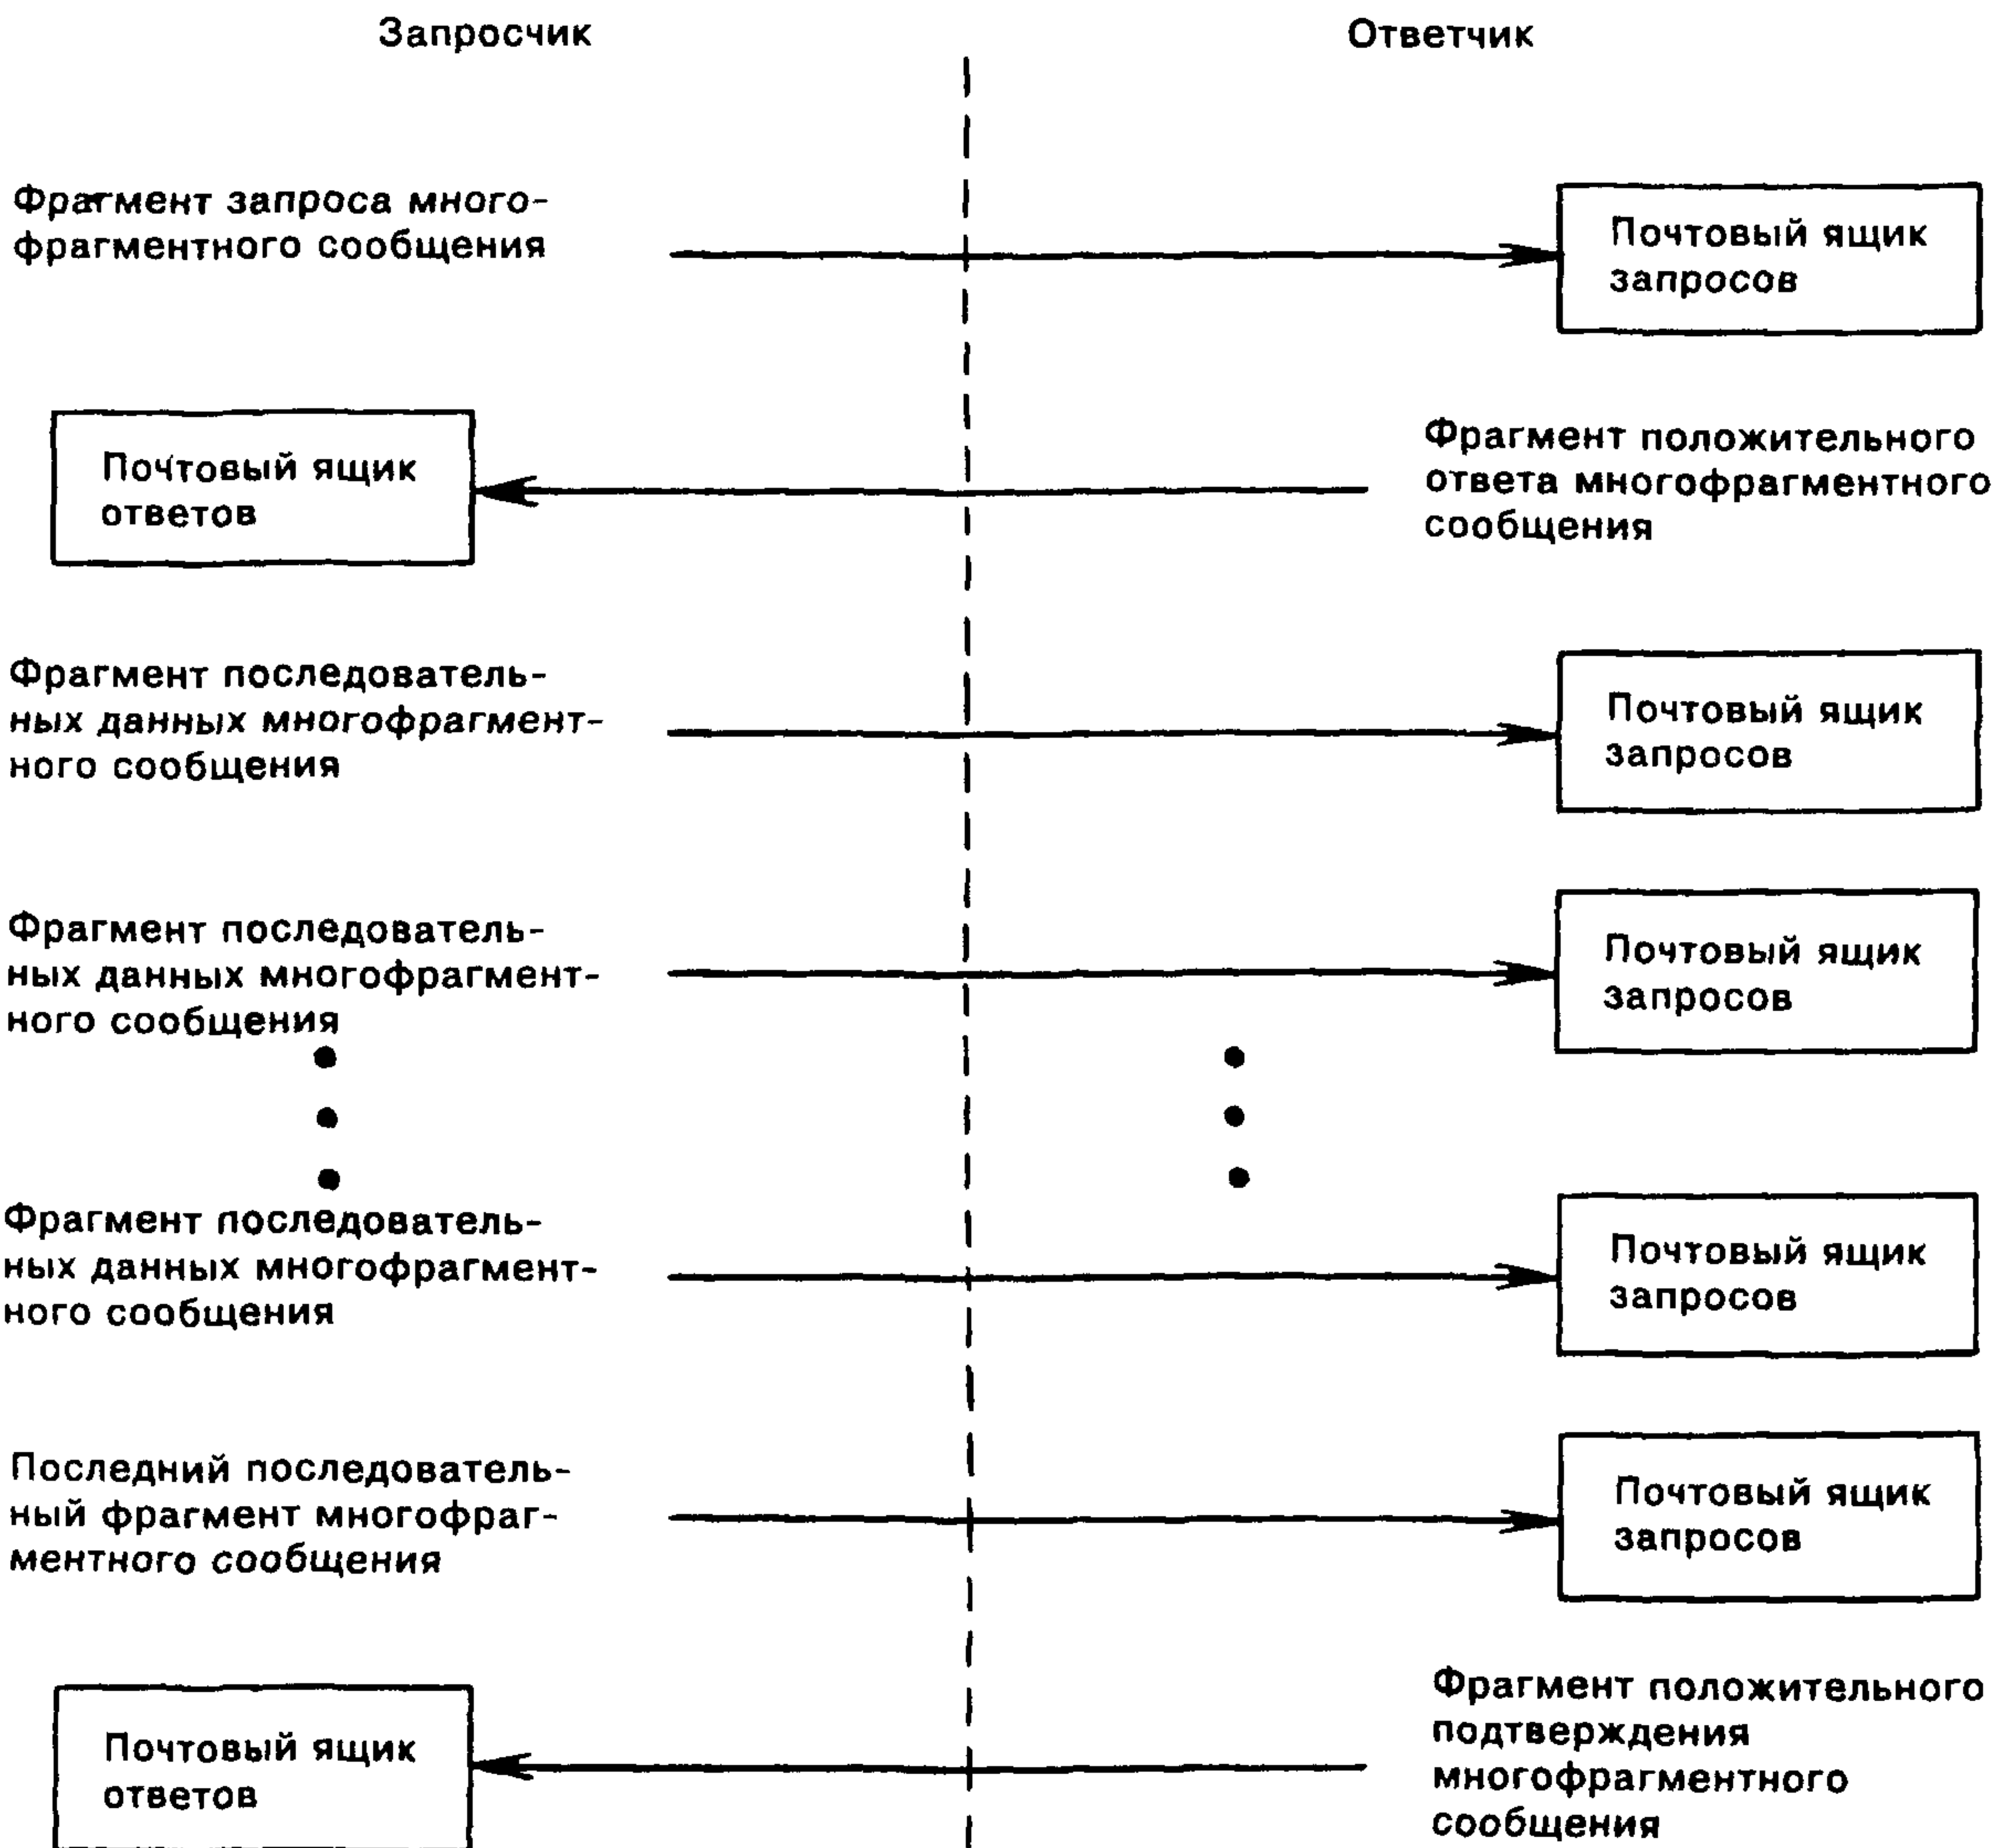 Запросчик
Ответчик
Фрагмент запроса много-
фрагментного сообщения
Почтовый ящик
запросов
Почтовый ящик
ответов
Фрагмент положительного
ответа многофрагментного
сообщения
Фрагмент последователь-
ных данных многофрагмент-
ного сообщения
Почтовый ящик
запросов
Фрагмент последователь-
ных данных многофрагмент-
ного сообщения
Почтовый ящик
запросов
Фрагмент последователь-
ных данных многофрагмент-
ного сообщения
Почтовый ящик
запросов
Последний последователь-
ный фрагмент многофраг-
ментного сообщения
Почтовый ящик
запросов
Почтовый ящик
ответов
Фрагмент положительного
подтверждения
многофрагментного
сообщения